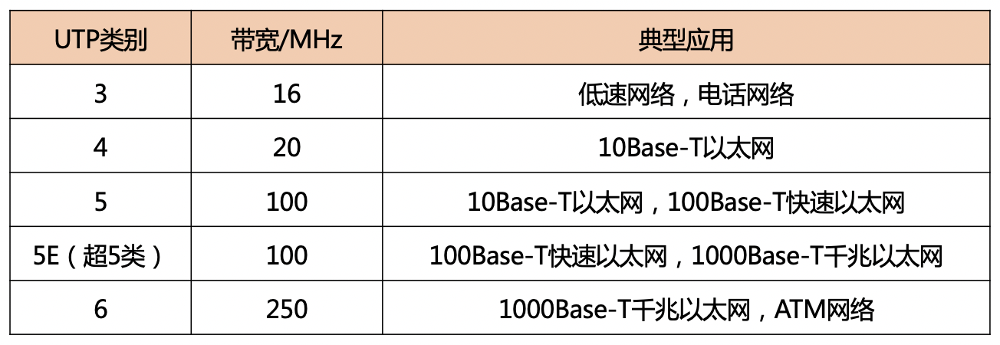 UTP类别 带宽/MHz 典型应用
3 16 低速网络，电话网络
4 20 10Base-T以太网
5 100 10Base-T以太网，100Base-T快速以太网
5E（超5类） 100 100Base-T快速以太网，1000Base-T千兆以太网
6 250 1000Base-T千兆以太网，ATM网络